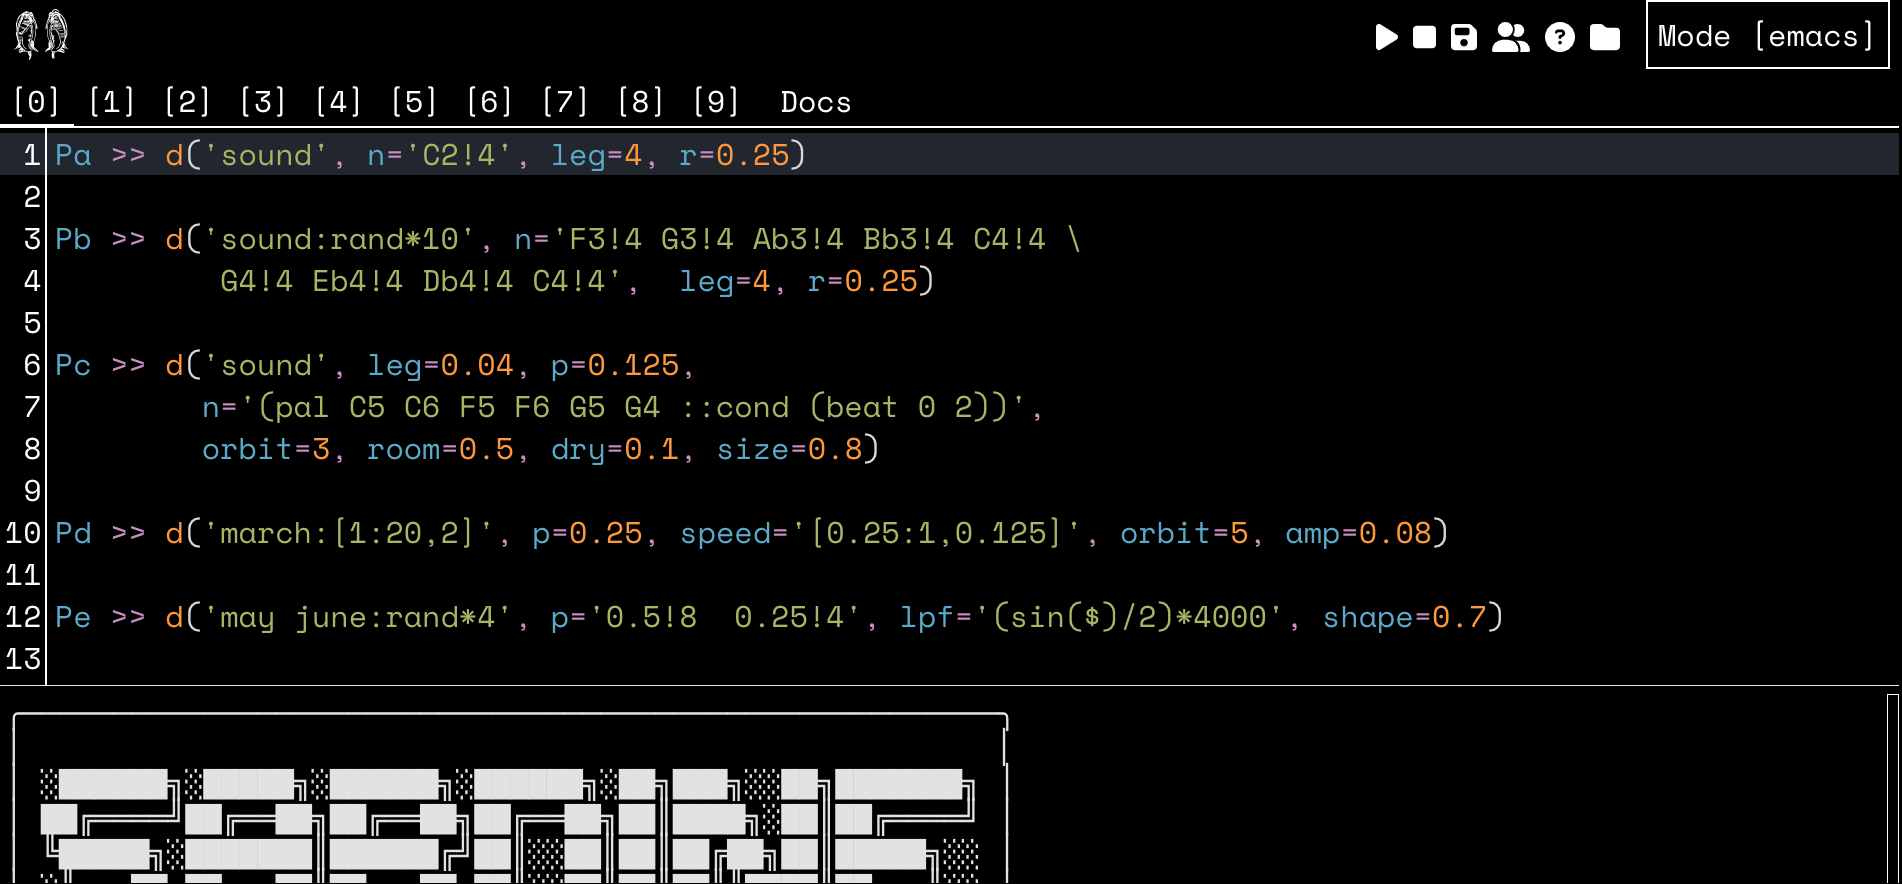 Mode [emacs]
[0] [1] [2] [3] [4] [5] [6] [7] [8] [9] Docs
1 Pa >> d('sound', n='C2!4', leg=4, r=0.25)
2
3 Pb >> d('sound:rand*10', n='F3!4 G3!4 Ab3!4 Bb3!4 C4!4 \
4          G4!4 Eb4!4 Db4!4 C4!4',  leg=4, r=0.25)
5
6 Pc >> d('sound', leg=0.04, p=0.125,
7         n='(pal C5 C6 F5 F6 G5 G4 ::cond (beat 0 2))',
8         orbit=3, room=0.5, dry=0.1, size=0.8)
9
10 Pd >> d('march:[1:20,2]', p=0.25, speed='[0.25:1,0.125]', orbit=5, amp=0.08)
11
12 Pe >> d('may june:rand*4', p='0.5!8  0.25!4', lpf='(sin($)/2)*4000', shape=0.7)
13